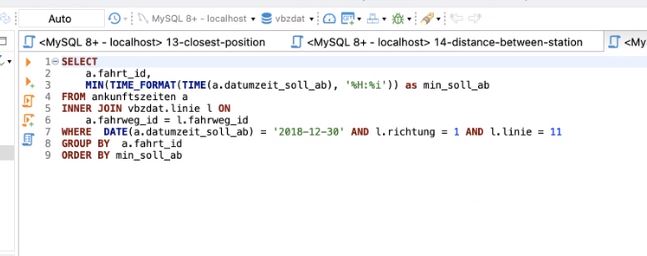 Auto MySQL 8+ - localhost vbzdat
<MySQL 8+ - localhost> 13-closest-position <MySQL 8+ - localhost> 14-distance-between-station <My
1 SELECT
2 a.fahrt_id,
3 MIN(TIME_FORMAT(TIME(a.datumzeit_soll_ab), '%H:%i')) as min_soll_ab
4 FROM ankunftszeiten a
5 INNER JOIN vbzdat.linie l ON
6 a.fahrweg_id = l.fahrweg_id
7 WHERE DATE(a.datumzeit_soll_ab) = '2018-12-30' AND l.richtung = 1 AND l.linie = 11
8 GROUP BY a.fahrt_id
9 ORDER BY min_soll_ab